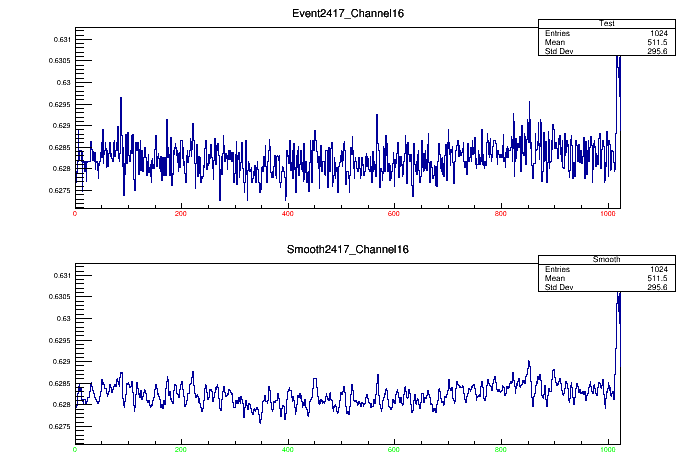 Event2417_Channel16
Test
Entries 1024
Mean 511.5
Std Dev 295.6
0.631
0.6305
0.63
0.6295
0.629
0.6285
0.628
0.6275
0 200 400 600 800 1000
Smooth2417_Channel16
Smooth
Entries 1024
Mean 511.5
Std Dev 295.6
0.631
0.6305
0.63
0.6295
0.629
0.6285
0.628
0.6275
0 200 400 600 800 1000